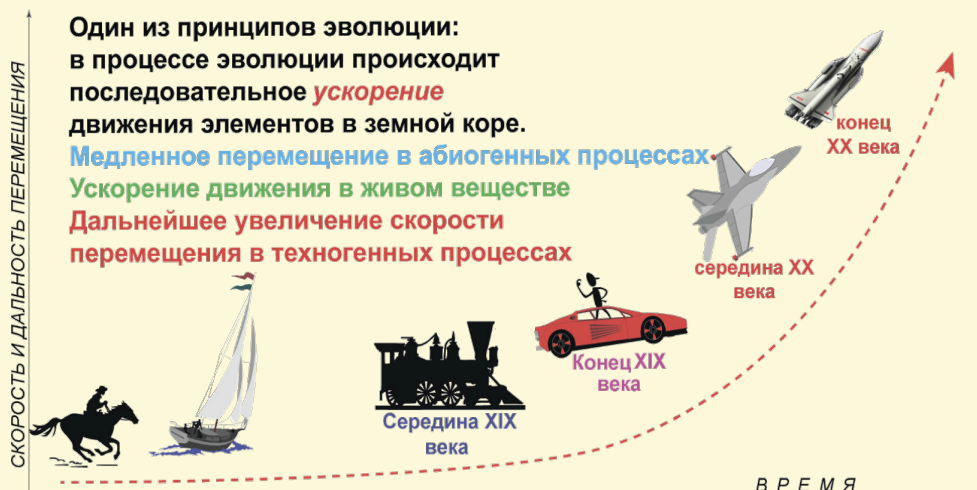 Один из принципов эволюции:
в процессе эволюции происходит
последовательное ускорение
движения элементов в земной коре.
Медленное перемещение в абиогенных процессах
Ускорение движения в живом веществе
Дальнейшее увеличение скорости
перемещения в техногенных процессах
СКОРОСТЬ И ДАЛЬНОСТЬ ПЕРЕМЕЩЕНИЯ
конец
XX века
середина XX
века
Конец XIX
века
Середина XIX
века
ВРЕМЯ